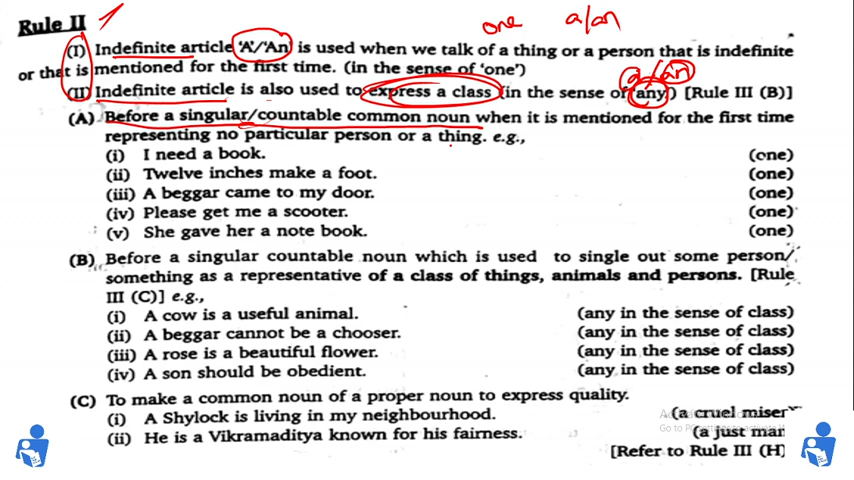 Rule II
one a/an
(I) Indefinite article 'A'/'An' is used when we talk of a thing or a person that is indefinite
or that is mentioned for the first time. (in the sense of 'one')
a/an
(II) Indefinite article is also used to express a class (in the sense of 'any') [Rule III (B)]
(A) Before a singular/countable common noun when it is mentioned for the first time
representing no particular person or a thing. e.g.,
(i) I need a book. (one)
(ii) Twelve inches make a foot. (one)
(iii) A beggar came to my door. (one)
(iv) Please get me a scooter. (one)
(v) She gave her a note book. (one)
(B) Before a singular countable noun which is used to single out some person/
something as a representative of a class of things, animals and persons. [Rule
III (C)] e.g.,
(i) A cow is a useful animal. (any in the sense of class)
(ii) A beggar cannot be a chooser. (any in the sense of class)
(iii) A rose is a beautiful flower. (any in the sense of class)
(iv) A son should be obedient. (any in the sense of class)
(C) To make a common noun of a proper noun to express quality.
(i) A Shylock is living in my neighbourhood. (a cruel miser
(ii) He is a Vikramaditya known for his fairness. (a just man
[Refer to Rule III (H)